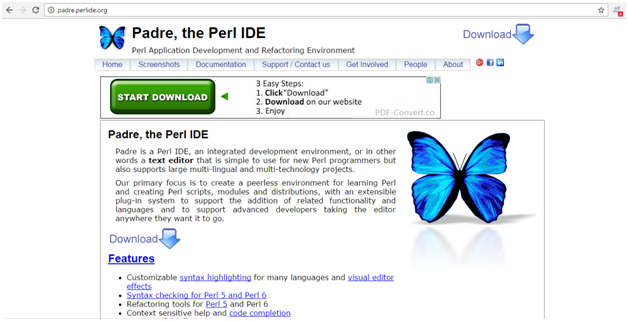 padre.perlide.org
Padre, the Perl IDE
Perl Application Development and Refactoring Environment
Download
Home Screenshots Documentation Support / Contact us Get Involved People About
START DOWNLOAD
3 Easy Steps:
1. Click "Download"
2. Download on our website
3. Enjoy
PDF-Convert.co
Padre, the Perl IDE
Padre is a Perl IDE, an integrated development environment, or in other
words a text editor that is simple to use for new Perl programmers but
also supports large multi-lingual and multi-technology projects.
Our primary focus is to create a peerless environment for learning Perl
and creating Perl scripts, modules and distributions, with an extensible
plug-in system to support the addition of related functionality and
languages and to support advanced developers taking the editor
anywhere they want it to go.
Download
Features
Customizable syntax highlighting for many languages and visual editor
effects
Syntax checking for Perl 5 and Perl 6
Refactoring tools for Perl 5 and Perl 6
Context sensitive help and code completion